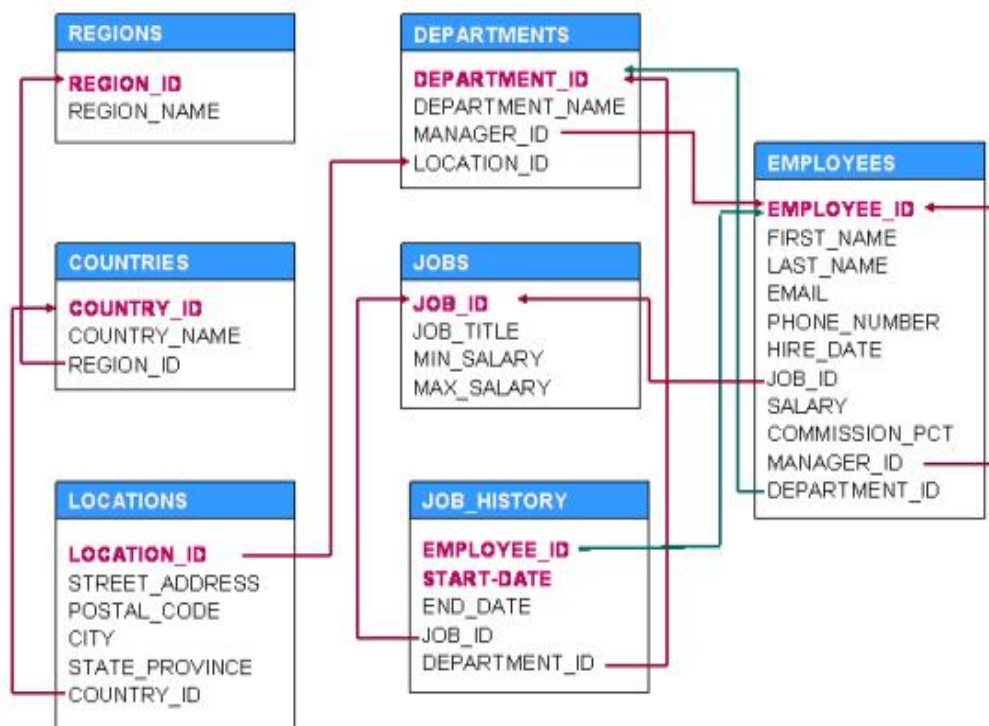 REGIONS
REGION_ID
REGION_NAME
DEPARTMENTS
DEPARTMENT_ID
DEPARTMENT_NAME
MANAGER_ID
LOCATION_ID
EMPLOYEES
EMPLOYEE_ID
FIRST_NAME
LAST_NAME
EMAIL
PHONE_NUMBER
HIRE_DATE
JOB_ID
SALARY
COMMISSION_PCT
MANAGER_ID
DEPARTMENT_ID
COUNTRIES
COUNTRY_ID
COUNTRY_NAME
REGION_ID
JOBS
JOB_ID
JOB_TITLE
MIN_SALARY
MAX_SALARY
LOCATIONS
LOCATION_ID
STREET_ADDRESS
POSTAL_CODE
CITY
STATE_PROVINCE
COUNTRY_ID
JOB_HISTORY
EMPLOYEE_ID
START-DATE
END_DATE
JOB_ID
DEPARTMENT_ID